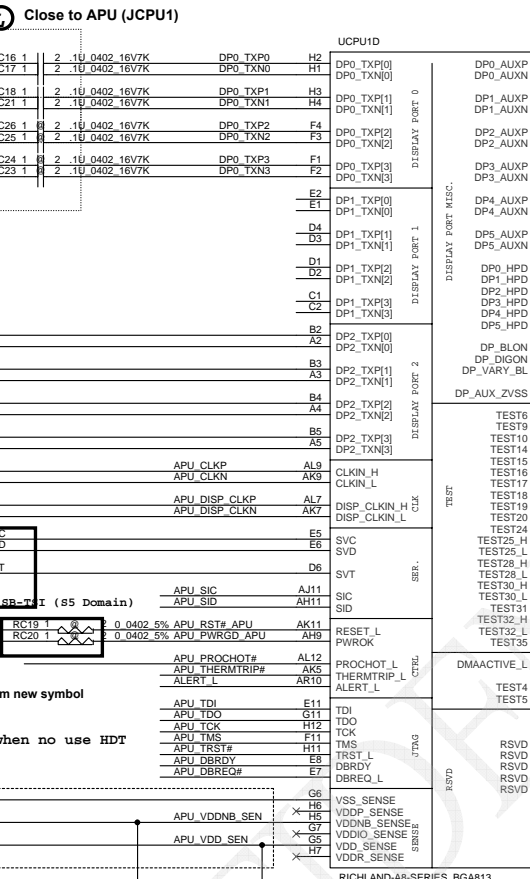 Close to APU (JCPU1)
UCPU1D
C16 1 2 .1U_0402_16V7K DP0_TXP0 H2 DP0_TXP[0] DP0_AUXP
C17 1 2 .1U_0402_16V7K DP0_TXN0 H1 DP0_TXN[0] DP0_AUXN
C18 1 2 .1U_0402_16V7K DP0_TXP1 H3 DP0_TXP[1] DP1_AUXP
C21 1 2 .1U_0402_16V7K DP0_TXN1 H4 DP0_TXN[1] DP1_AUXN
C26 1 @ 2 .1U_0402_16V7K DP0_TXP2 F4 DP0_TXP[2] DP2_AUXP
C25 1 @ 2 .1U_0402_16V7K DP0_TXN2 F3 DP0_TXN[2] DP2_AUXN
C24 1 @ 2 .1U_0402_16V7K DP0_TXP3 F1 DP0_TXP[3] DP3_AUXP
C23 1 @ 2 .1U_0402_16V7K DP0_TXN3 F2 DP0_TXN[3] DP3_AUXN
DISPLAY PORT 0
DISPLAY PORT MISC.
E2 DP1_TXP[0] DP4_AUXP
E1 DP1_TXN[0] DP4_AUXN
D4 DP1_TXP[1] DP5_AUXP
D3 DP1_TXN[1] DP5_AUXN
D1 DP1_TXP[2] DP0_HPD
D2 DP1_TXN[2] DP1_HPD
DP2_HPD
C1 DP1_TXP[3] DP3_HPD
C2 DP1_TXN[3] DP4_HPD
DP5_HPD
DISPLAY PORT 1
B2 DP2_TXP[0]
A2 DP2_TXN[0] DP_BLON
DP_DIGON
B3 DP2_TXP[1] DP_VARY_BL
A3 DP2_TXN[1]
DP_AUX_ZVSS
B4 DP2_TXP[2]
A4 DP2_TXN[2] TEST6
TEST9
B5 DP2_TXP[3] TEST10
A5 DP2_TXN[3] TEST14
DISPLAY PORT 2
TEST15
APU_CLKP AL9 CLKIN_H TEST16
APU_CLKN AK9 CLKIN_L TEST17
TEST18
APU_DISP_CLKP AL7 DISP_CLKIN_H TEST19
APU_DISP_CLKN AK7 DISP_CLKIN_L TEST20
CLK
TEST
TEST24
C E5 SVC TEST25_H
D E6 SVD TEST25_L
TEST28_H
T D6 SVT TEST28_L
SER.
TEST30_H
APU_SIC AJ11 SIC TEST30_L
SB-TSI (S5 Domain) APU_SID AH11 SID TEST31
TEST32_H
RC19 1 @ 2 0_0402_5% APU_RST#_APU AK11 RESET_L TEST32_L
RC20 1 @ 2 0_0402_5% APU_PWRGD_APU AH9 PWROK TEST35
APU_PROCHOT# AL12 PROCHOT_L DMAACTIVE_L
APU_THERMTRIP# AK5 THERMTRIP_L
ALERT_L AR10 ALERT_L TEST4
TEST5
CTRL
m new symbol
APU_TDI E11 TDI
APU_TDO G11 TDO
when no use HDT APU_TCK H12 TCK
APU_TMS F11 TMS RSVD
APU_TRST# H11 TRST_L RSVD
APU_DBRDY E8 DBRDY RSVD
APU_DBREQ# E7 DBREQ_L RSVD
JTAG
RSVD
G6 VSS_SENSE
H6 VDDP_SENSE
APU_VDDNB_SEN H5 VDDNB_SENSE
G7 VDDIO_SENSE
APU_VDD_SEN G5 VDD_SENSE
H7 VDDR_SENSE
SENSE
RICHLAND-A8-SERIES_BGA813